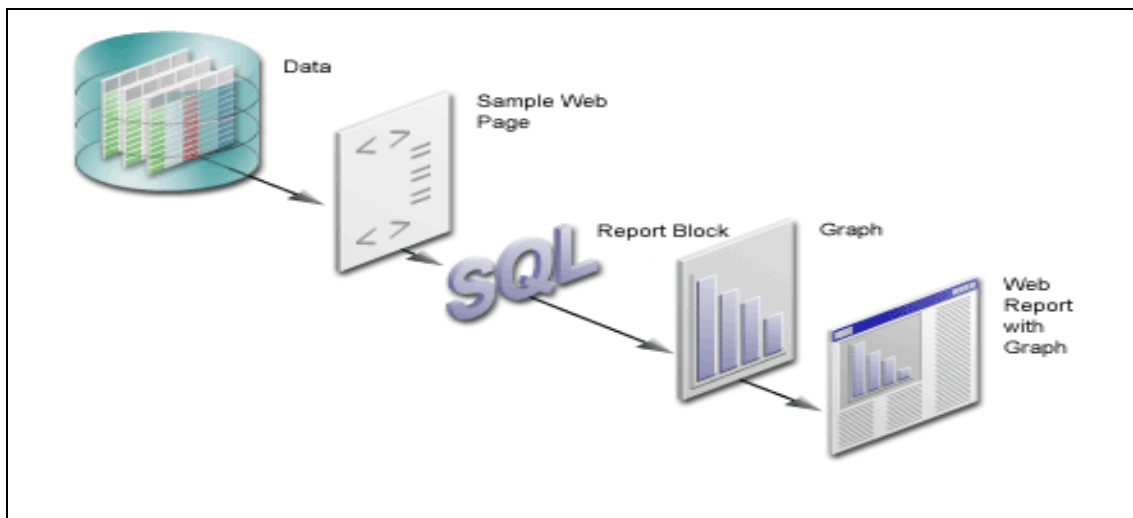 Data
Sample Web
Page
< >
=
=
=
=
< >
SQL
Report Block
Graph
Web
Report
with
Graph